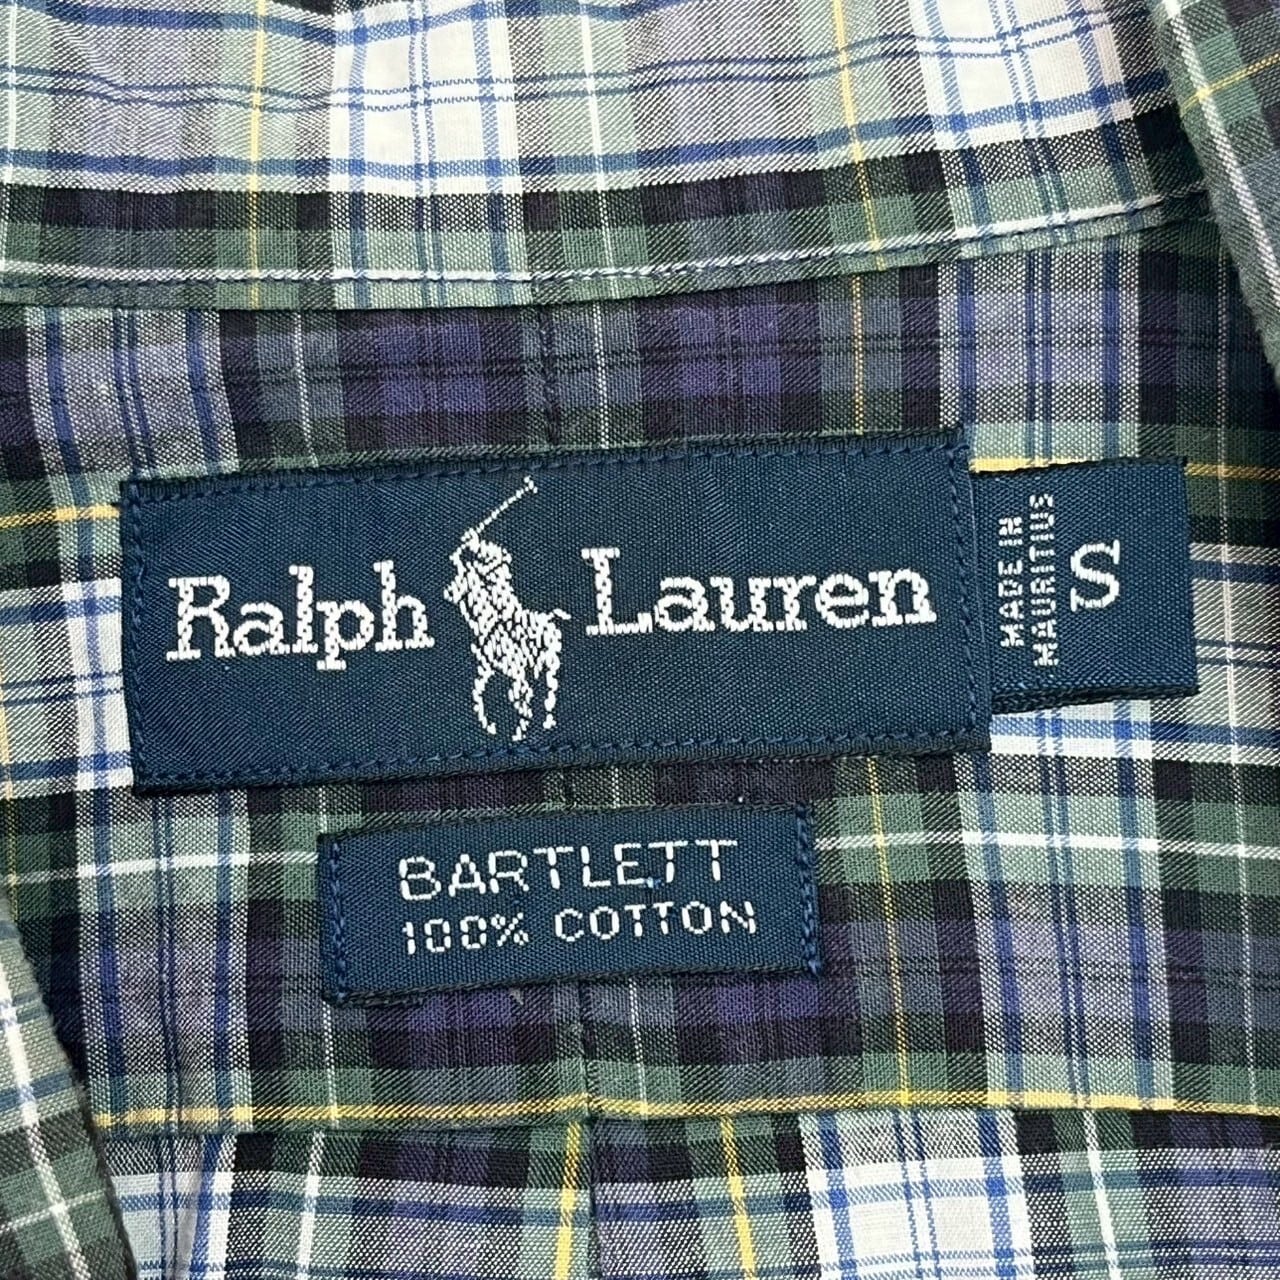 Ralph Lauren
MADE IN
MAURITIUS
S
BARTLETT
100% COTTON